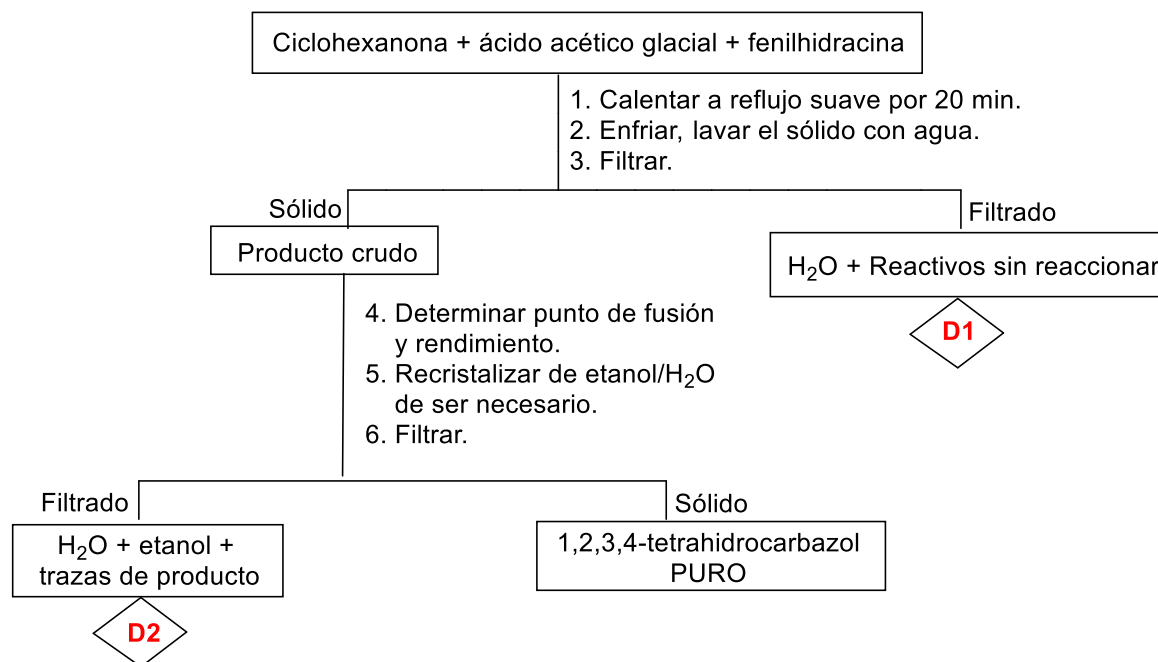 Ciclohexanona + ácido acético glacial + fenilhidracina
1. Calentar a reflujo suave por 20 min.
2. Enfriar, lavar el sólido con agua.
3. Filtrar.
Sólido
Filtrado
Producto crudo
H₂O + Reactivos sin reaccionar
D1
4. Determinar punto de fusión
y rendimiento.
5. Recristalizar de etanol/H₂O
de ser necesario.
6. Filtrar.
Filtrado
Sólido
H₂O + etanol +
trazas de producto
1,2,3,4-tetrahidrocarbazol
PURO
D2